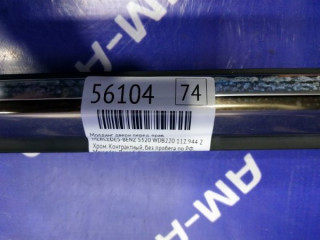 AM-A
56104 74
Молдинг двери перед. прав.
MERCEDES-BENZ S320 WDB220 112 944 2
Хром. Контрактный, без пробега по РФ.
AM-A